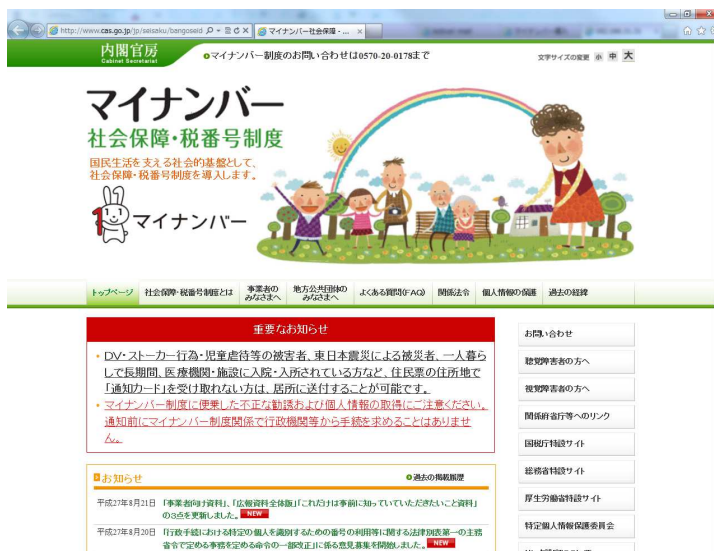 http://www.cas.go.jp/jp/seisaku/bangoseid
マイナンバー社会保障・...
内閣官房
Cabinet Secretariat
マイナンバー制度のお問い合わせは0570-20-0178まで
文字サイズの変更 小 中 大
マイナンバー
社会保障・税番号制度
国民生活を支える社会的基盤として、
社会保障・税番号制度を導入します。
マイナンバー
トップページ 社会保障・税番号制度とは 事業者のみなさまへ 地方公共団体のみなさまへ よくある質問(FAQ) 関係法令 個人情報の保護 過去の経緯
重要なお知らせ
・DV・ストーカー行為・児童虐待等の被害者、東日本震災による被災者、一人暮ら
しで長期間、医療機関・施設に入院・入所されている方など、住民票の住所地で
「通知カード」を受け取れない方は、居所に送付することが可能です。
・マイナンバー制度に便乗した不正な勧誘および個人情報の取得にご注意ください。
通知前にマイナンバー制度関係で行政機関等から手続を求めることはありませ
ん。
お知らせ
過去の掲載履歴
平成27年8月21日 「事業者向け資料」、「広報資料全体版」「これだけは事前に知っていていただきたいこと資料」
の3点を更新しました。 NEW
平成27年8月20日 「行政手続における特定の個人を識別するための番号の利用等に関する法律別表第一の主務
省令で定める事務を定める命令の一部改正」に係る意見募集を開始しました。 NEW
お問い合わせ
聴覚障害者の方へ
視覚障害者の方へ
関係府省庁等へのリンク
国税庁特設サイト
総務省特設サイト
厚生労働省特設サイト
特定個人情報保護委員会